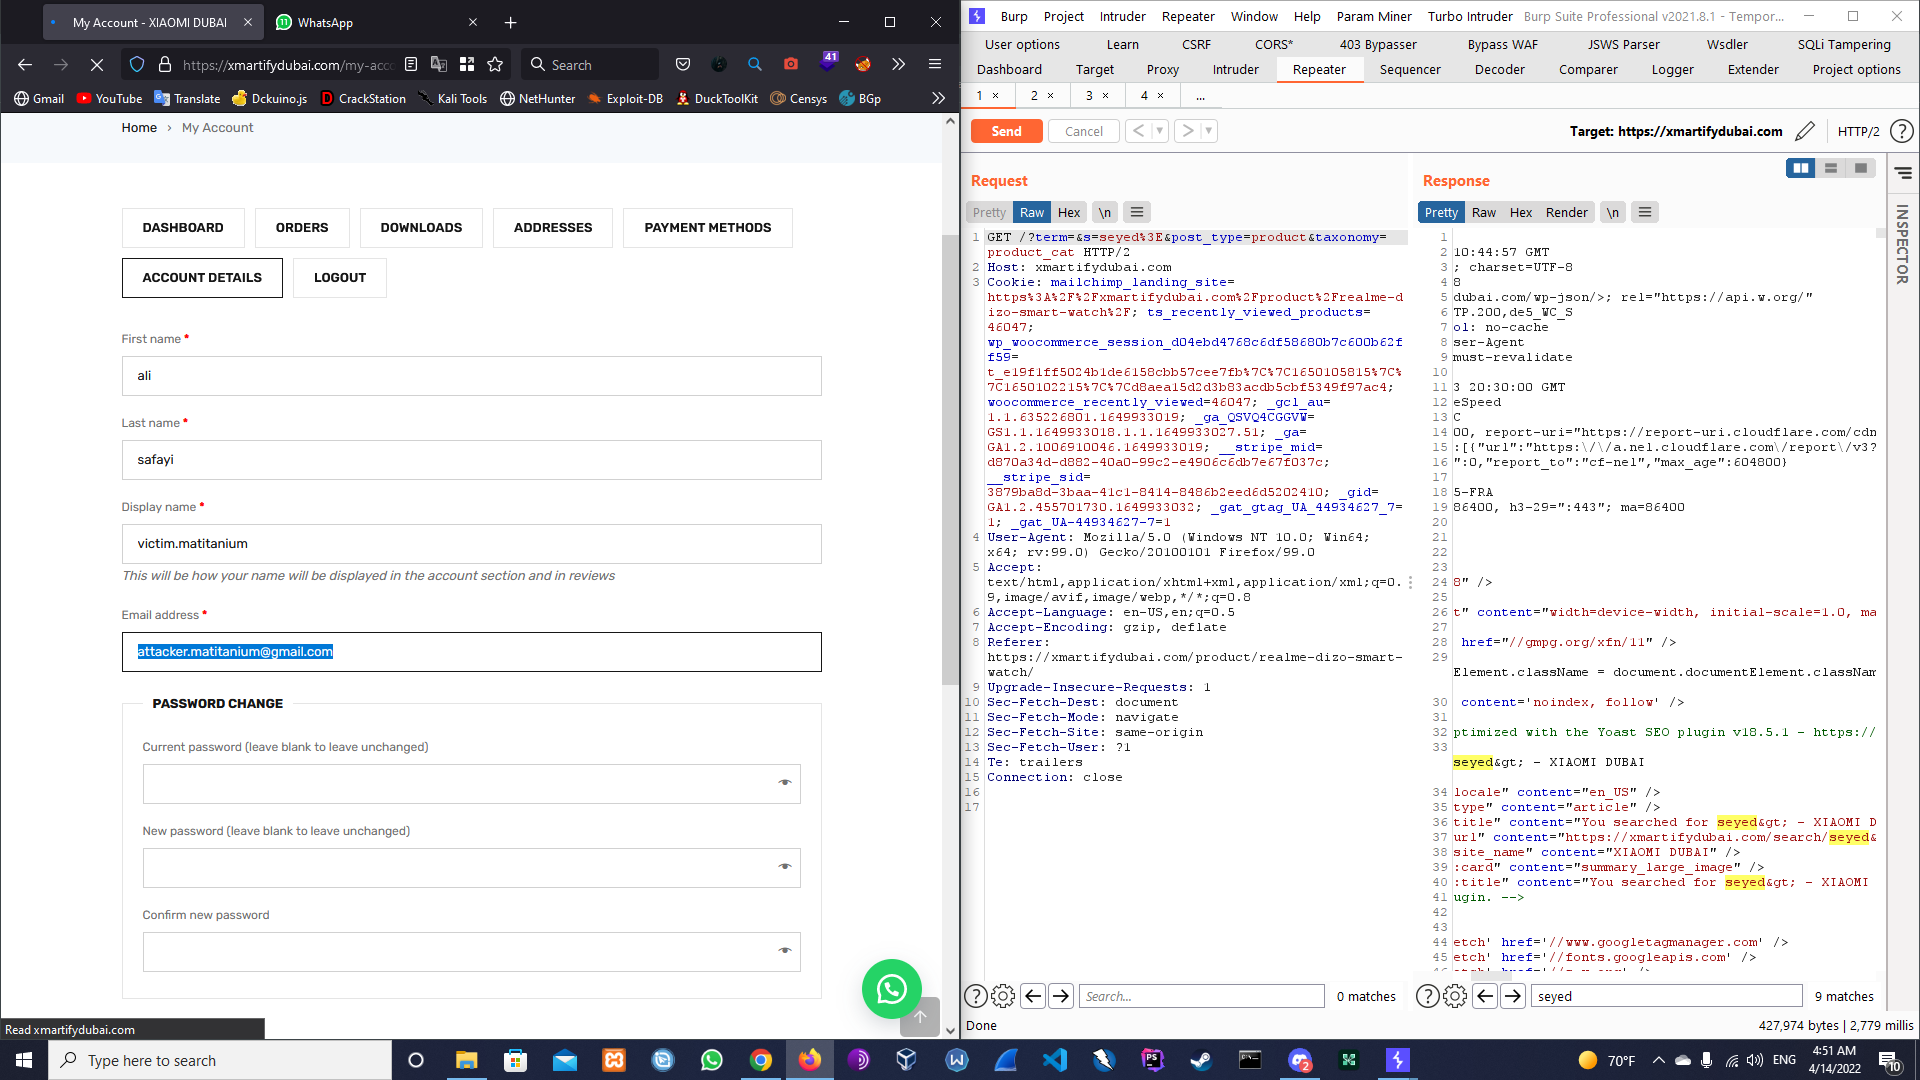 My Account - XIAOMI DUBAI
WhatsApp
https://xmartifydubai.com/my-acco
Search
41
Gmail
YouTube
Translate
Dckuino.js
CrackStation
Kali Tools
NetHunter
Exploit-DB
DuckToolKit
Censys
BGp
Home › My Account
DASHBOARD
ORDERS
DOWNLOADS
ADDRESSES
PAYMENT METHODS
ACCOUNT DETAILS
LOGOUT
First name *
ali
Last name *
safayi
Display name *
victim.matitanium
This will be how your name will be displayed in the account section and in reviews
Email address *
attacker.matitanium@gmail.com
PASSWORD CHANGE
Current password (leave blank to leave unchanged)
New password (leave blank to leave unchanged)
Confirm new password
Read xmartifydubai.com
Burp Project Intruder Repeater Window Help Param Miner Turbo Intruder Burp Suite Professional v2021.8.1 - Tempor...
User options Learn CSRF CORS* 403 Bypasser Bypass WAF JSWS Parser Wsdler SQLi Tampering
Dashboard Target Proxy Intruder Repeater Sequencer Decoder Comparer Logger Extender Project options
1 × 2 × 3 × 4 × ...
Send
Cancel
Target: https://xmartifydubai.com
HTTP/2
Request
Pretty Raw Hex \n
1 GET /?term=&s=seyed%3E&post_type=product&taxonomy=
product_cat HTTP/2
2 Host: xmartifydubai.com
3 Cookie: mailchimp_landing_site=
https%3A%2F%2Fxmartifydubai.com%2Fproduct%2Frealme-d
izo-smart-watch%2F; ts_recently_viewed_products=
46047;
wp_woocommerce_session_d04ebd4768c6df58680b7c600b62f
f59=
t_e19f1ff5024b1de6158cbb57cee7fb%7C%7C1650105815%7C%
7C1650102215%7C%7Cd8aea15d2d3b83acdb5cbf5349f97ac4;
woocommerce_recently_viewed=46047; _gcl_au=
1.1.635226801.1649933019; _ga_QSVQ4CGGVW=
GS1.1.1649933018.1.1.1649933027.51; _ga=
GA1.2.1006910046.1649933019; __stripe_mid=
d870a34d-d882-40a0-99c2-e4906c6db7e67f037c;
__stripe_sid=
3879ba8d-3baa-41c1-8414-8486b2eed6d5202410; _gid=
GA1.2.455701730.1649933032; _gat_gtag_UA_44934627_7=
1; _gat_UA-44934627-7=1
4 User-Agent: Mozilla/5.0 (Windows NT 10.0; Win64;
x64; rv:99.0) Gecko/20100101 Firefox/99.0
5 Accept:
text/html,application/xhtml+xml,application/xml;q=0.
9,image/avif,image/webp,*/*;q=0.8
6 Accept-Language: en-US,en;q=0.5
7 Accept-Encoding: gzip, deflate
8 Referer:
https://xmartifydubai.com/product/realme-dizo-smart-
watch/
9 Upgrade-Insecure-Requests: 1
10 Sec-Fetch-Dest: document
11 Sec-Fetch-Mode: navigate
12 Sec-Fetch-Site: same-origin
13 Sec-Fetch-User: ?1
14 Te: trailers
15 Connection: close
16
17
Search...
0 matches
Done
Response
Pretty Raw Hex Render \n
1
2 10:44:57 GMT
3 ; charset=UTF-8
4 8
5 dubai.com/wp-json/>; rel="https://api.w.org/"
6 TP.200,de5_WC_S
7 ol: no-cache
8 ser-Agent
9 must-revalidate
10
11 3 20:30:00 GMT
12 eSpeed
13 C
14 00, report-uri="https://report-uri.cloudflare.com/cdn
15 :[{"url":"https:\/\/a.nel.cloudflare.com\/report\/v3?
16 ":0,"report_to":"cf-nel","max_age":604800}
17
18 5-FRA
19 86400, h3-29=":443"; ma=86400
20
21
22
23
24 8" />
25
26 t" content="width=device-width, initial-scale=1.0, ma
27
28 href="//gmpg.org/xfn/11" />
29
Element.className = document.documentElement.classNam
30 content='noindex, follow' />
31
32 ptimized with the Yoast SEO plugin v18.5.1 - https://
33
seyed&gt; - XIAOMI DUBAI
34 locale" content="en_US" />
35 type" content="article" />
36 title" content="You searched for seyed&gt; - XIAOMI D
37 url" content="https://xmartifydubai.com/search/seyed&
38 site_name" content="XIAOMI DUBAI" />
39 :card" content="summary_large_image" />
40 :title" content="You searched for seyed&gt; - XIAOMI
41 ugin. -->
42
43
44 etch' href='//www.googletagmanager.com' />
45 etch' href='//fonts.googleapis.com' />
seyed
9 matches
427,974 bytes | 2,779 millis
INSPECTOR
Type here to search
2
70°F
ENG
4:51 AM
4/14/2022
10